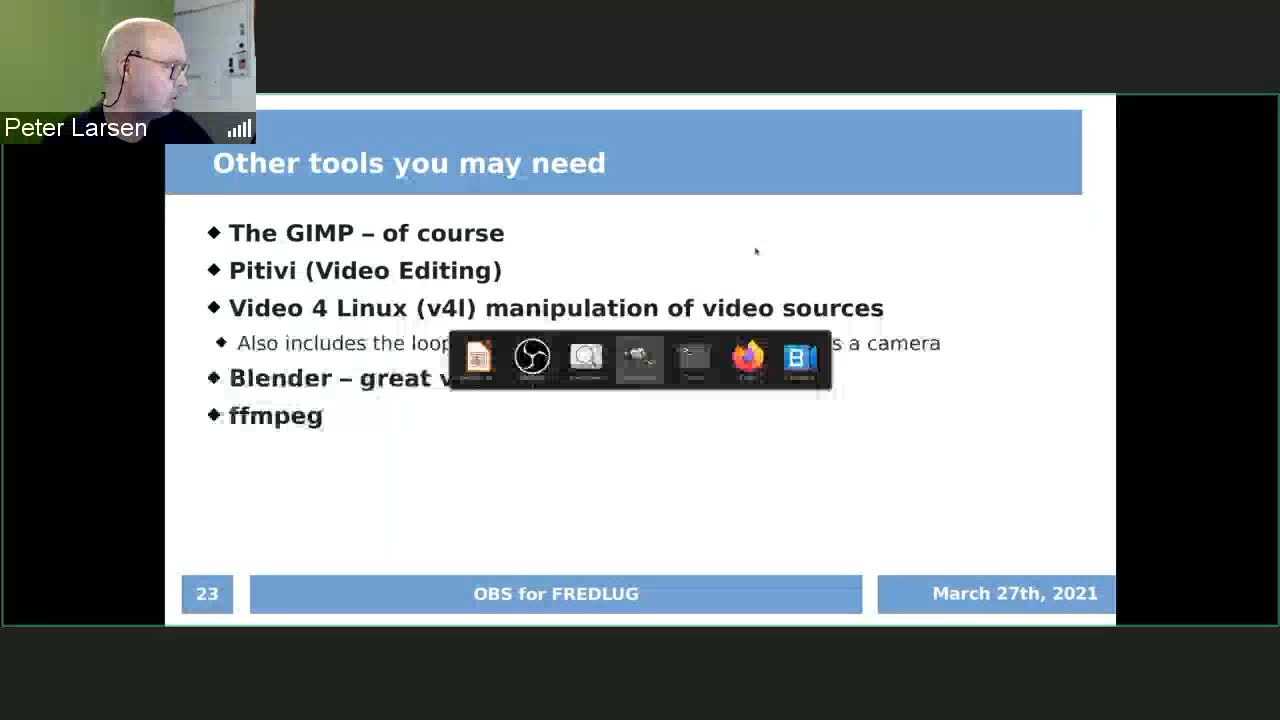 Peter Larsen
Other tools you may need
The GIMP – of course
Pitivi (Video Editing)
Video 4 Linux (v4l) manipulation of video sources
Also includes the loop a camera
Blender – great
ffmpeg
23
OBS for FREDLUG
March 27th, 2021